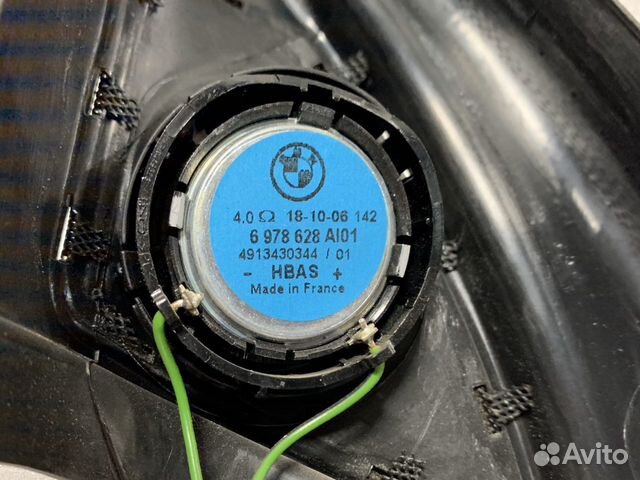 4.0 Ω 18-10-06 142
6 978 628 AI01
4913430344 / 01
- HBAS +
Made in France
Avito